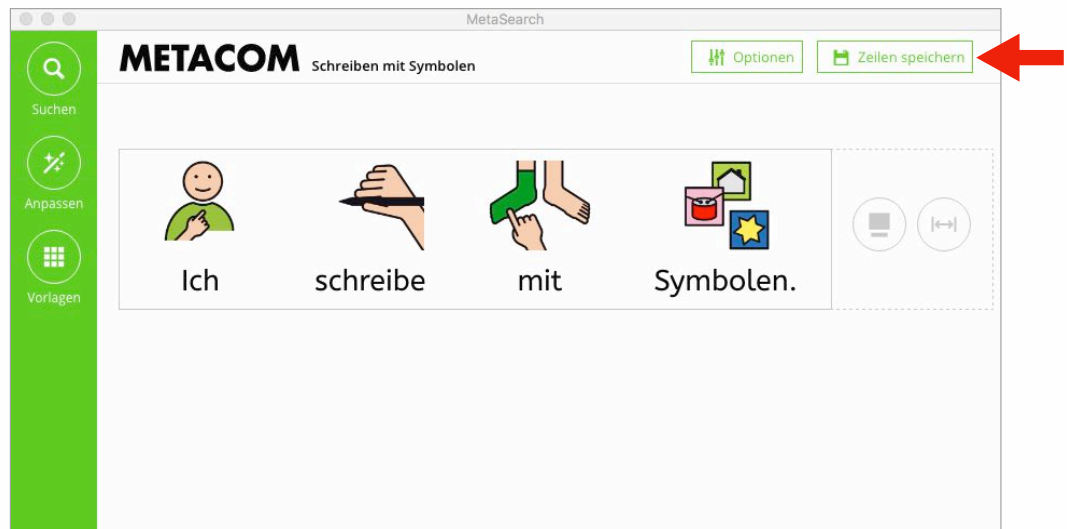 MetaSearch
METACOM Schreiben mit Symbolen
Optionen
Zeilen speichern
Suchen
Anpassen
Vorlagen
Ich schreibe mit Symbolen.